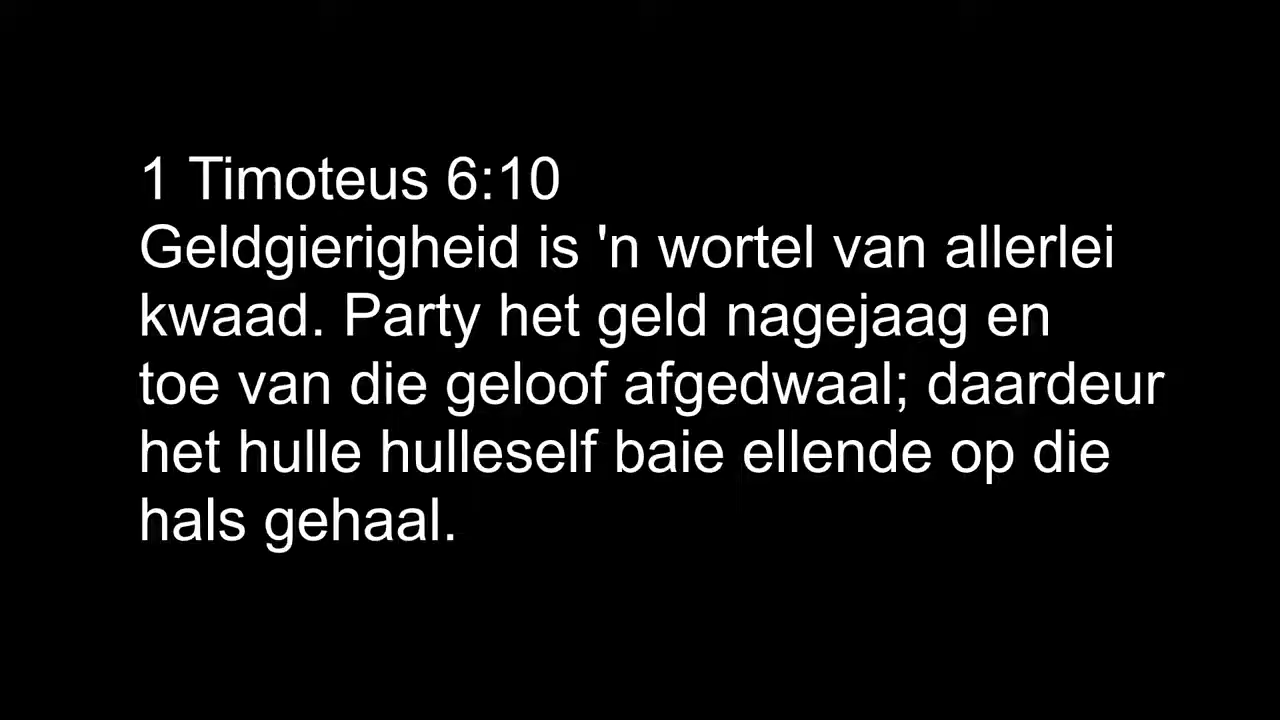 1 Timoteus 6:10
Geldgierigheid is 'n wortel van allerlei
kwaad. Party het geld nagejaag en
toe van die geloof afgedwaal; daardeur
het hulle hulleself baie ellende op die
hals gehaal.